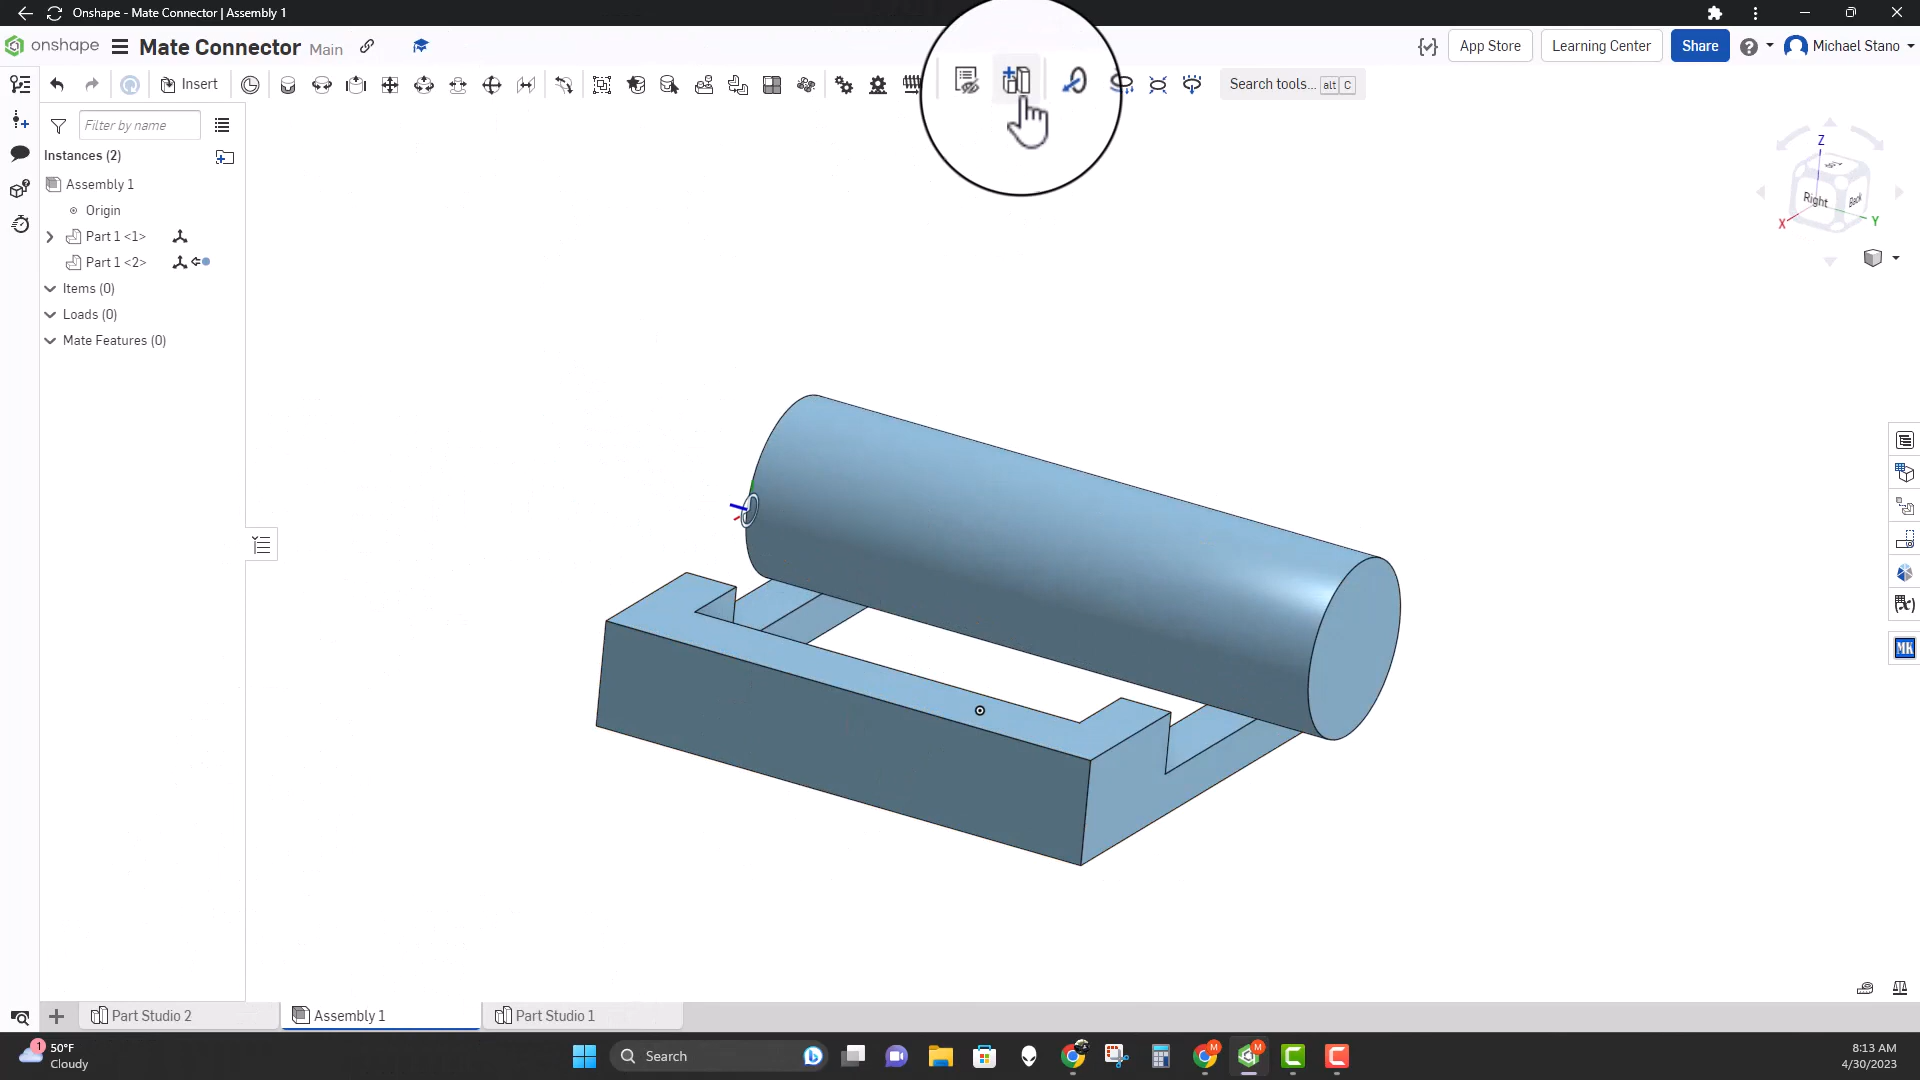 Onshape - Mate Connector | Assembly 1
onshape
Mate Connector Main
App Store
Learning Center
Share
Michael Stano
Insert
Search tools... alt C
Filter by name
Instances (2)
Assembly 1
Origin
Part 1 <1>
Part 1 <2>
Items (0)
Loads (0)
Mate Features (0)
Z
Right
Back
X
Y
(x)
MK
Part Studio 2
Assembly 1
Part Studio 1
1
50°F
Cloudy
Search
M
M
8:13 AM
4/30/2023